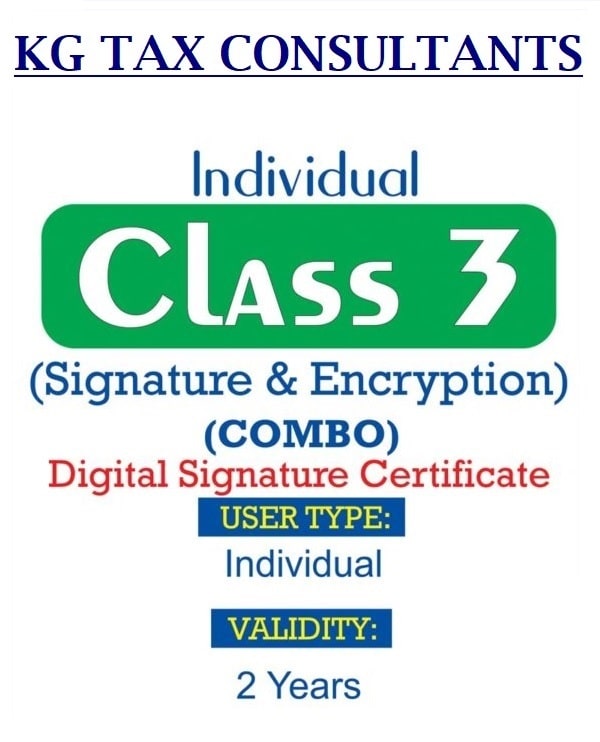 KG TAX CONSULTANTS
Individual
Class 3
(Signature & Encryption)
(COMBO)
Digital Signature Certificate
USER TYPE:
Individual
VALIDITY:
2 Years